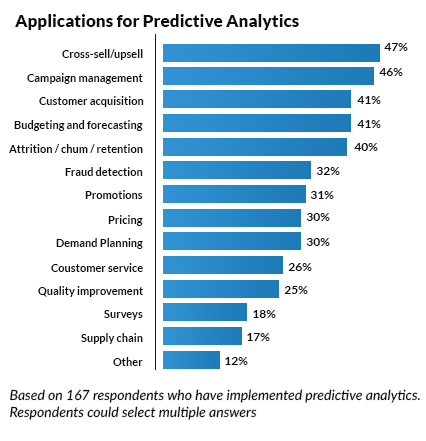 Applications for Predictive Analytics
Cross-sell/upsell 47%
Campaign management 46%
Customer acquisition 41%
Budgeting and forecasting 41%
Attrition / chum / retention 40%
Fraud detection 32%
Promotions 31%
Pricing 30%
Demand Planning 30%
Coustomer service 26%
Quality improvement 25%
Surveys 18%
Supply chain 17%
Other 12%
Based on 167 respondents who have implemented predictive analytics.
Respondents could select multiple answers